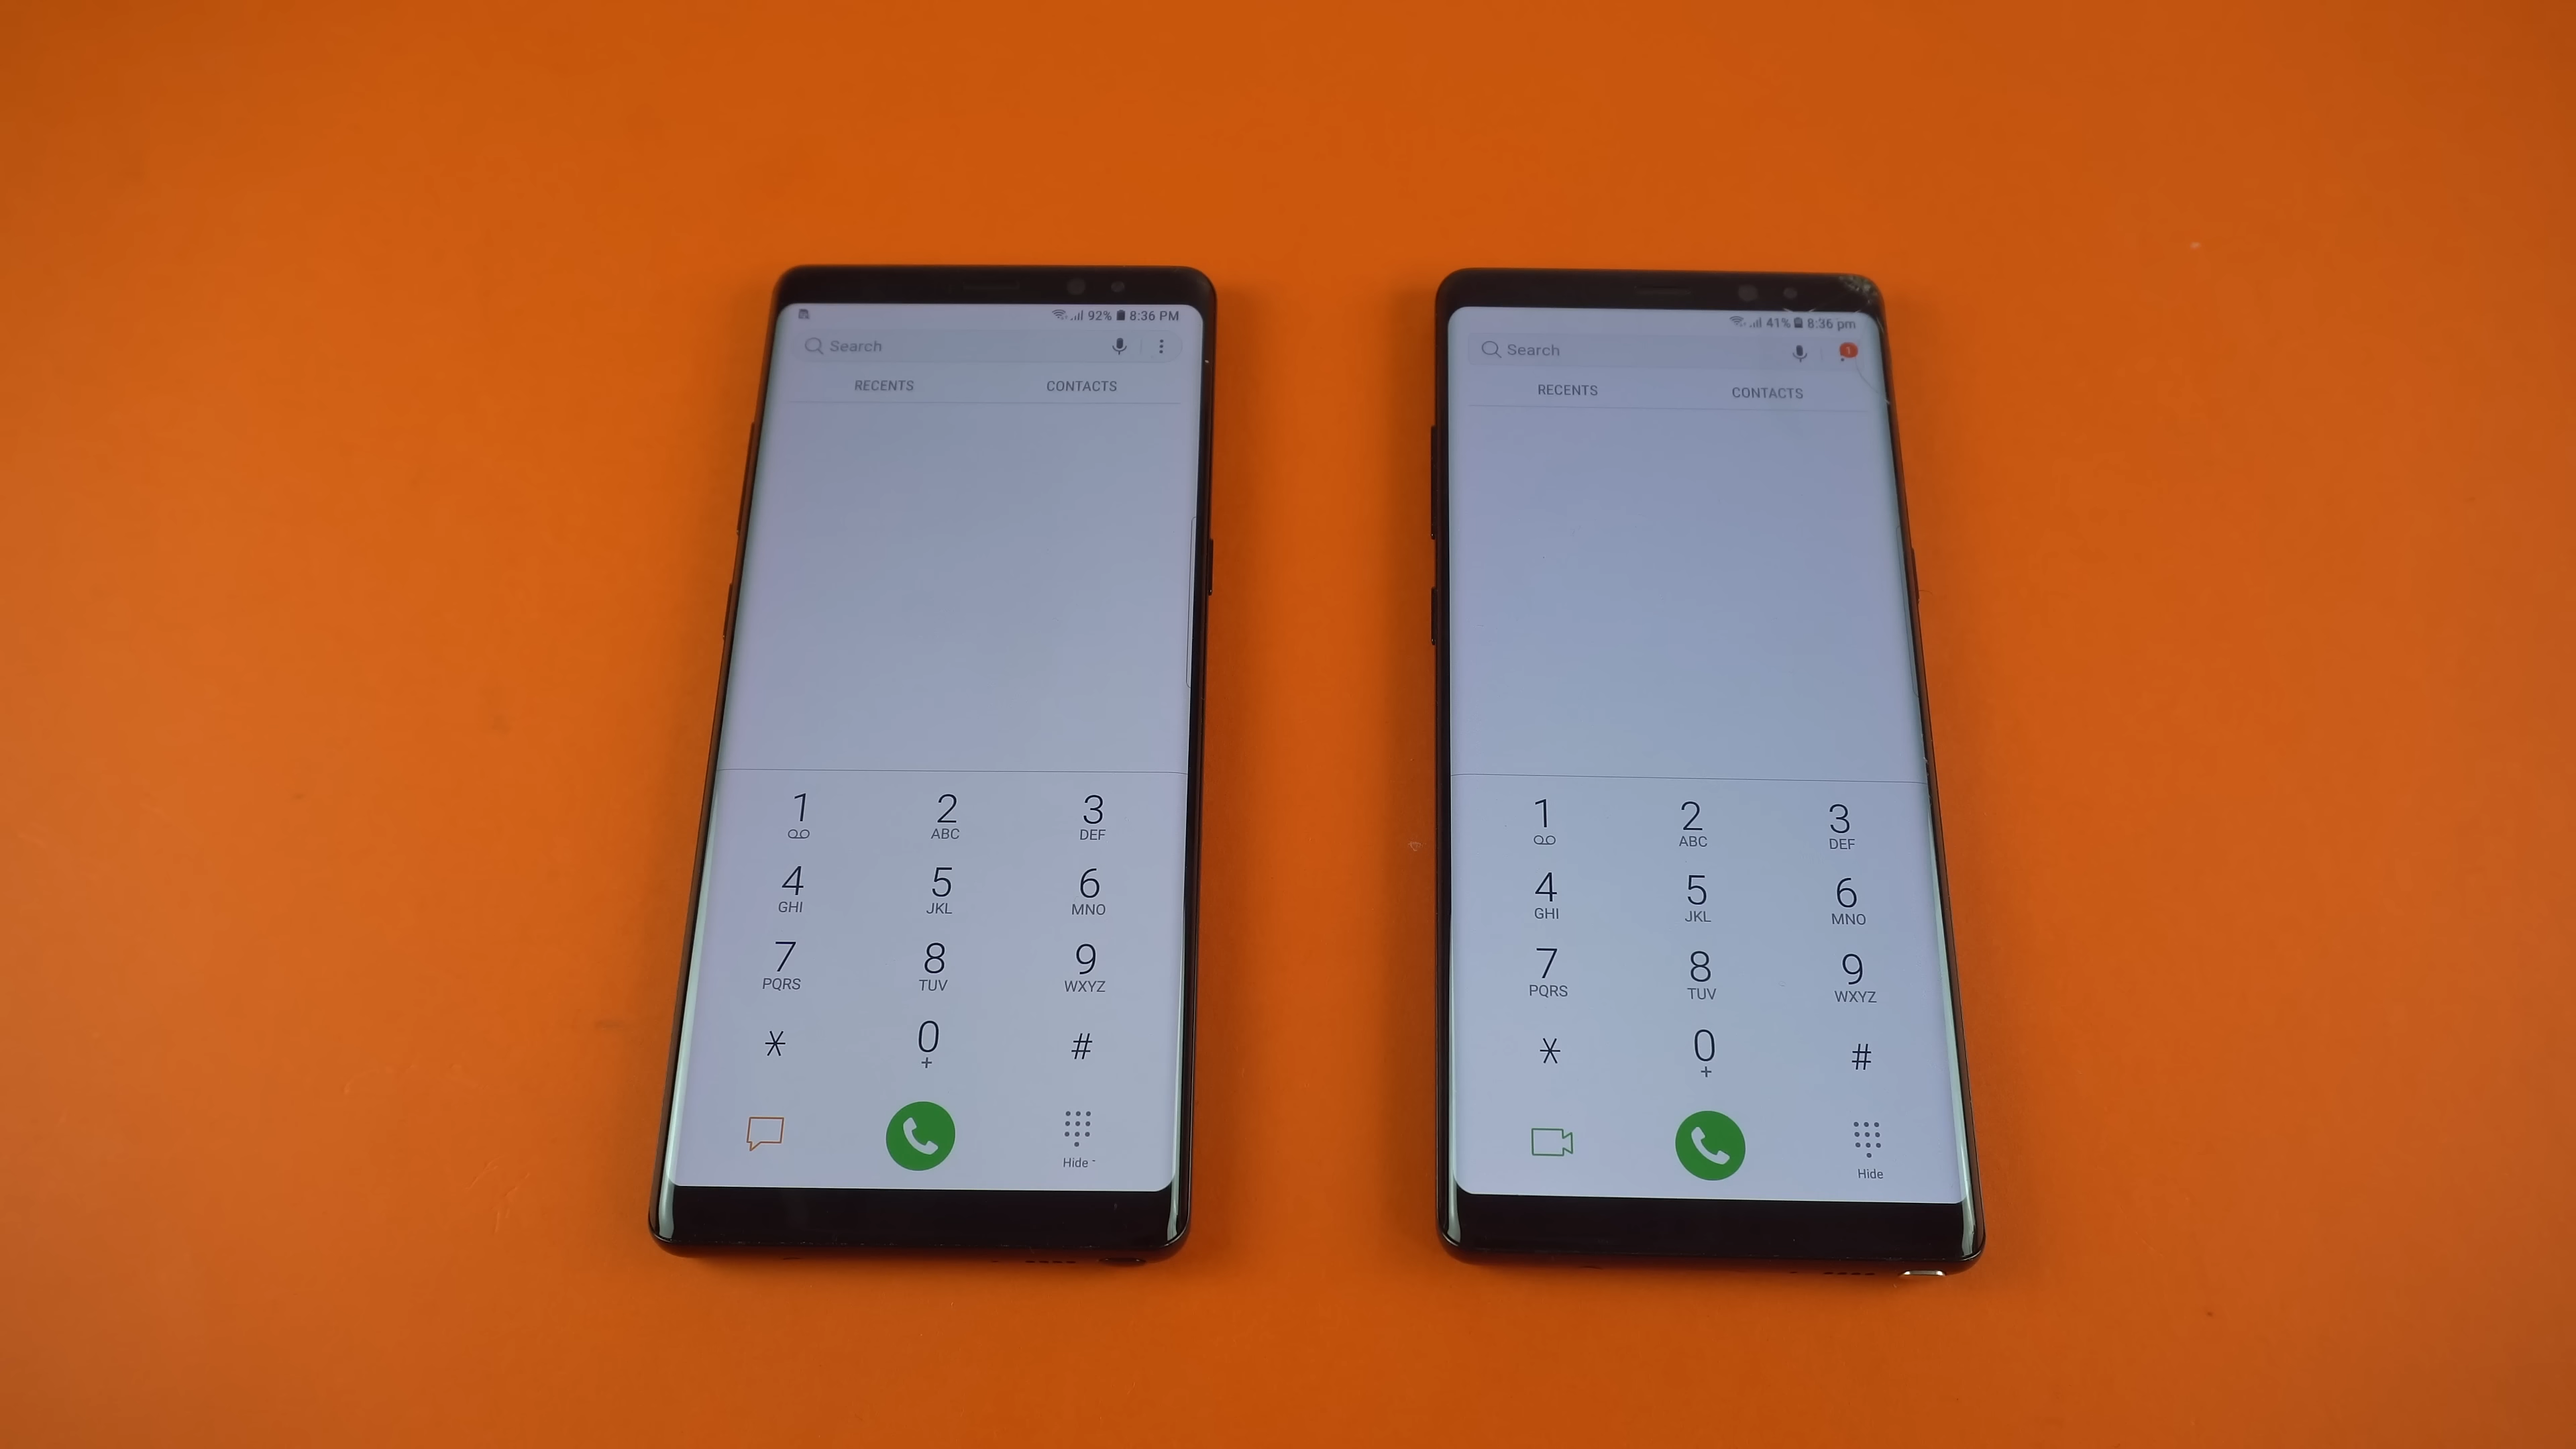 92% 8:36 PM
Search
RECENTS CONTACTS
1 2 3
ABC DEF
4 5 6
GHI JKL MNO
7 8 9
PQRS TUV WXYZ
* 0 #
+
Hide
41% 8:36 pm
Search 1
RECENTS CONTACTS
1 2 3
ABC DEF
4 5 6
GHI JKL MNO
7 8 9
PQRS TUV WXYZ
* 0 #
+
Hide